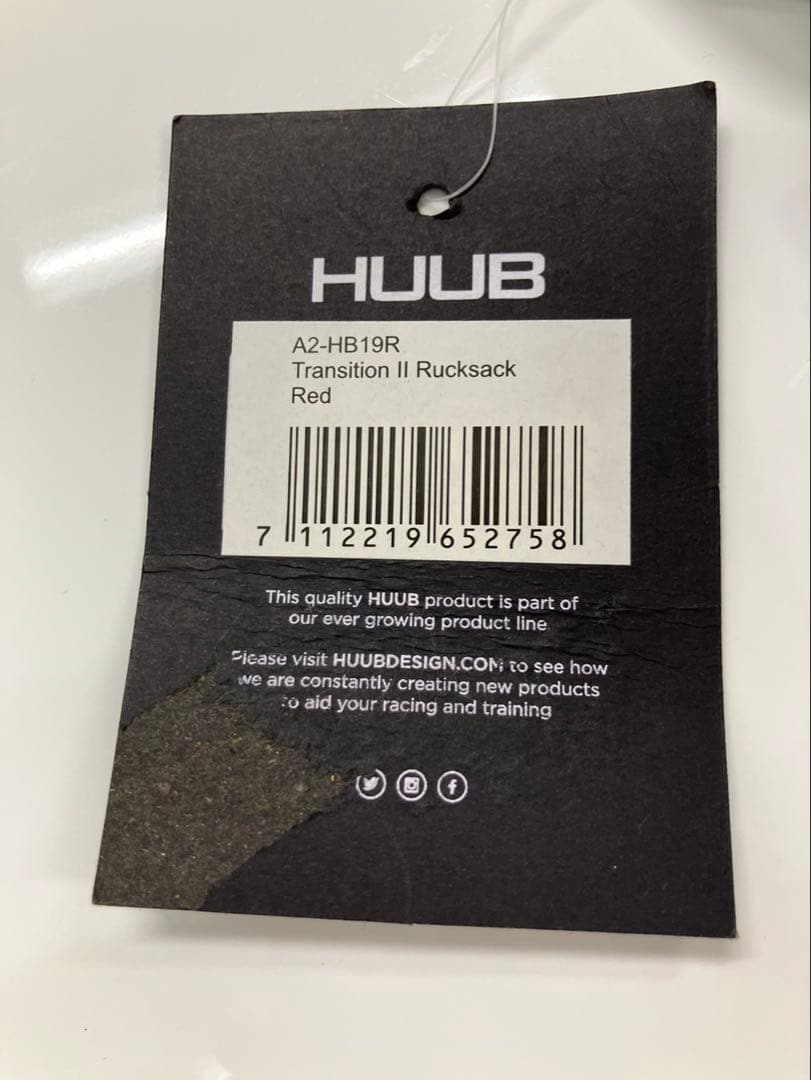 HUUB
A2-HB19R
Transition II Rucksack
Red
7 112219 652758
This quality HUUB product is part of
our ever growing product line
Please visit HUUBDESIGN.COM to see how
we are constantly creating new products
to aid your racing and training